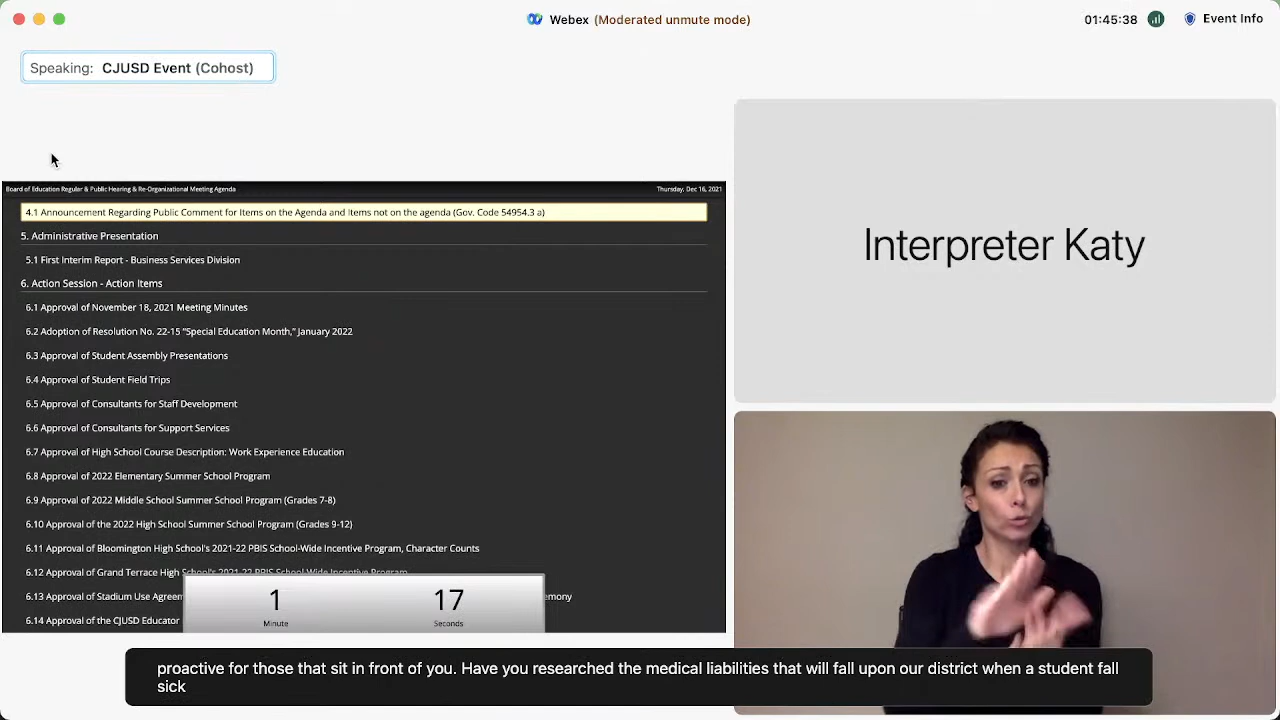 Webex (Moderated unmute mode)
01:45:38
Event Info
Speaking: CJUSD Event (Cohost)
Board of Education Regular & Public Hearing & Re-Organizational Meeting Agenda
Thursday, Dec 16, 2021
4.1 Announcement Regarding Public Comment for Items on the Agenda and Items not on the agenda (Gov. Code 54954.3 a)
5. Administrative Presentation
5.1 First Interim Report - Business Services Division
6. Action Session - Action Items
6.1 Approval of November 18, 2021 Meeting Minutes
6.2 Adoption of Resolution No. 22-15 "Special Education Month," January 2022
6.3 Approval of Student Assembly Presentations
6.4 Approval of Student Field Trips
6.5 Approval of Consultants for Staff Development
6.6 Approval of Consultants for Support Services
6.7 Approval of High School Course Description: Work Experience Education
6.8 Approval of 2022 Elementary Summer School Program
6.9 Approval of 2022 Middle School Summer School Program (Grades 7-8)
6.10 Approval of the 2022 High School Summer School Program (Grades 9-12)
6.11 Approval of Bloomington High School's 2021-22 PBIS School-Wide Incentive Program, Character Counts
6.12 Approval of Grand Terrace High School's 2021-22 PBIS School-Wide Incentive Program
6.13 Approval of Stadium Use Agreem
emony
6.14 Approval of the CJUSD Educator
1
Minute
17
Seconds
Interpreter Katy
proactive for those that sit in front of you. Have you researched the medical liabilities that will fall upon our district when a student fall
sick